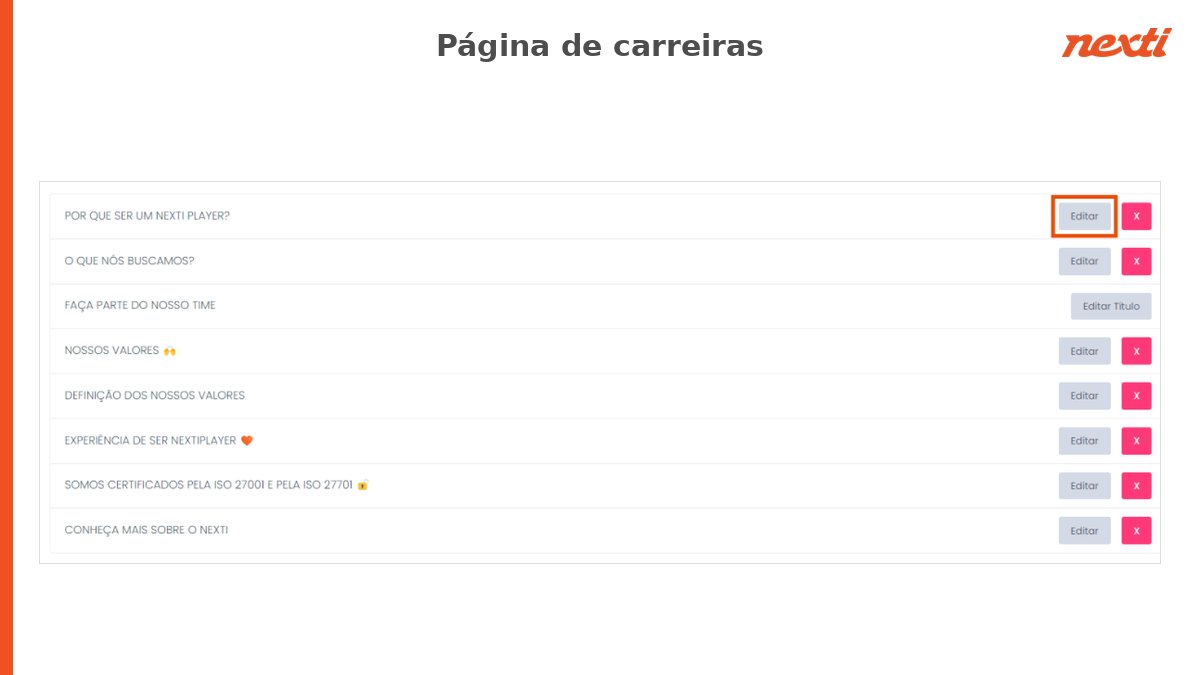 Página de carreiras
nexti
POR QUE SER UM NEXTI PLAYER? Editar X
O QUE NÓS BUSCAMOS? Editar X
FAÇA PARTE DO NOSSO TIME Editar Título
NOSSOS VALORES 🙌 Editar X
DEFINIÇÃO DOS NOSSOS VALORES Editar X
EXPERIÊNCIA DE SER NEXTIPLAYER 🧡 Editar X
SOMOS CERTIFICADOS PELA ISO 27001 E PELA ISO 27701 🔓 Editar X
CONHEÇA MAIS SOBRE O NEXTI Editar X